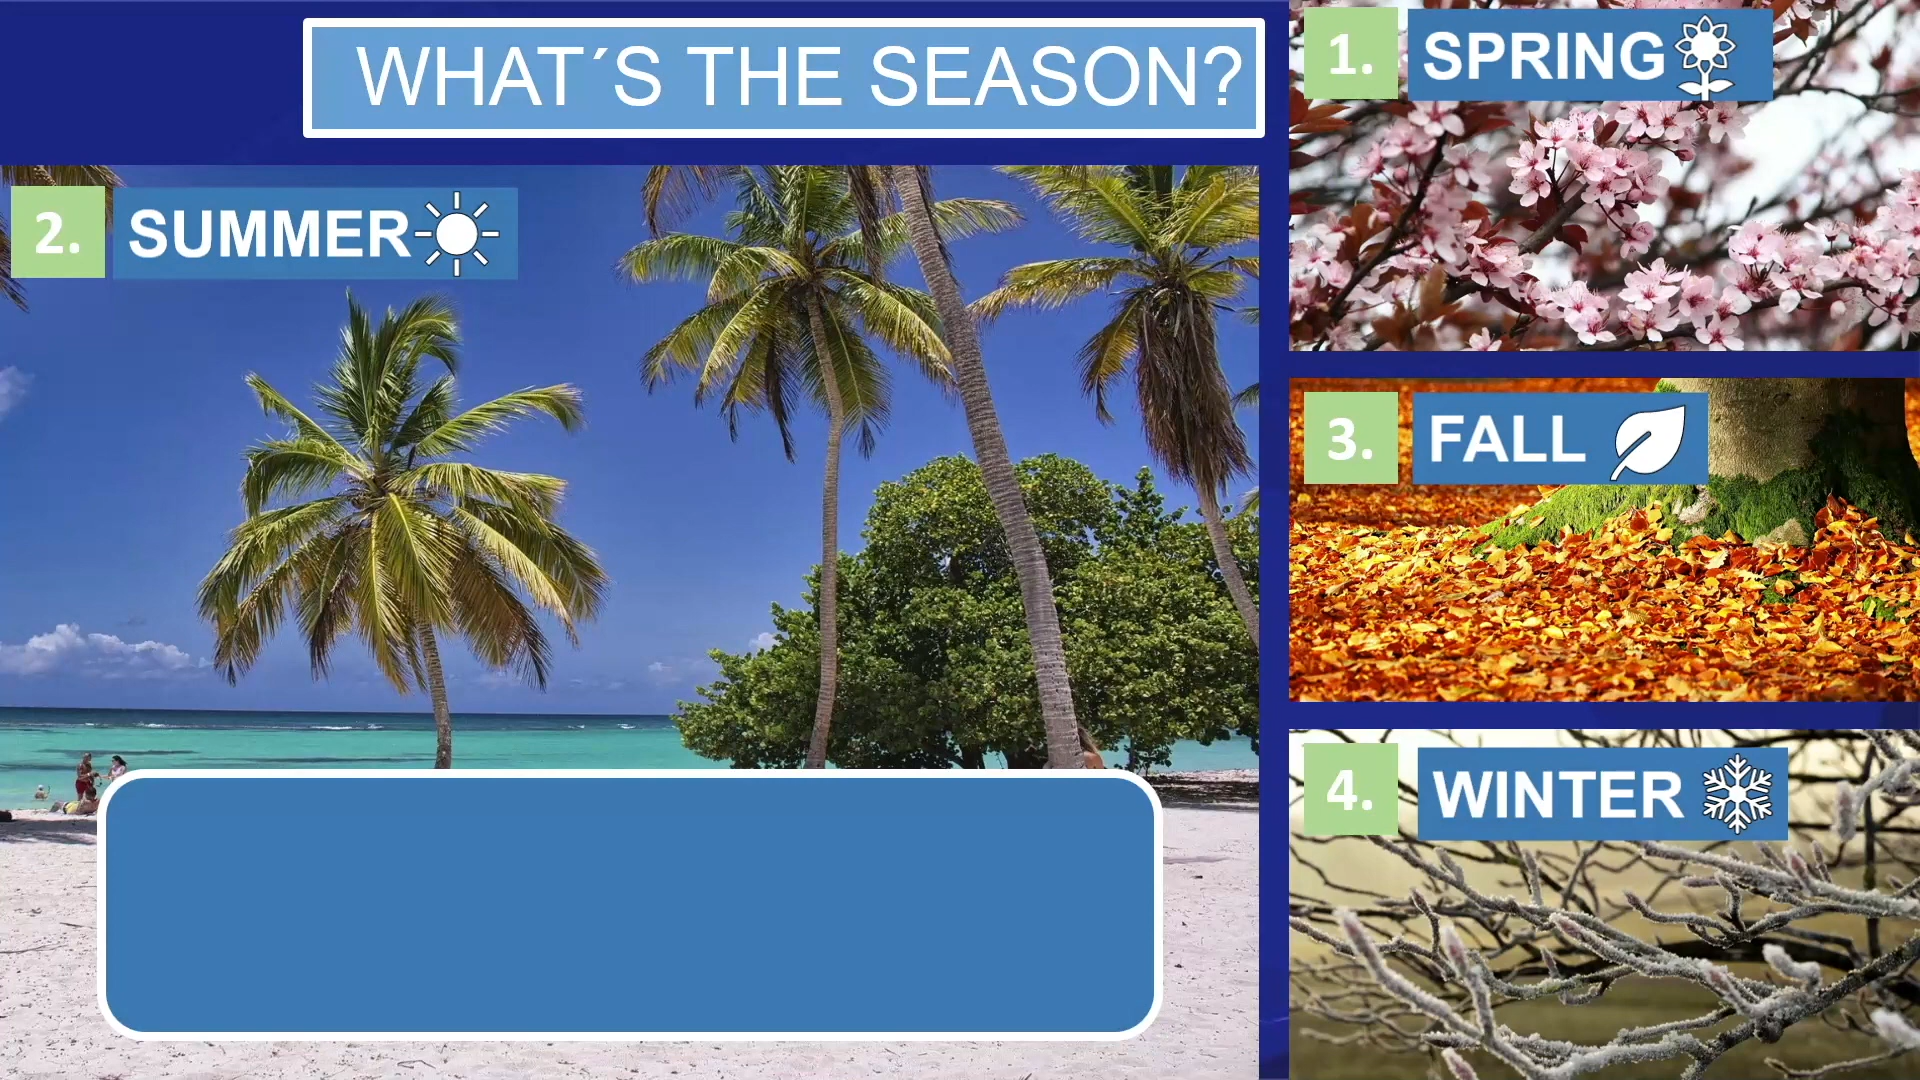 WHAT´S THE SEASON?
1. SPRING
2. SUMMER
3. FALL
4. WINTER